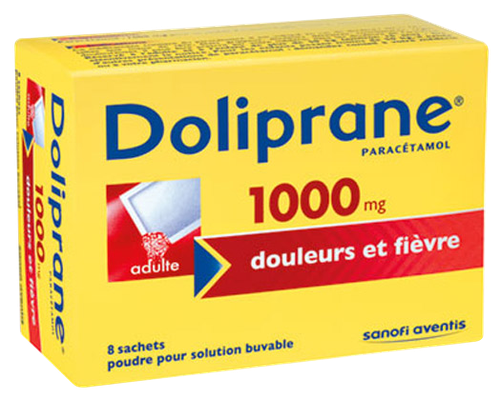 Doliprane®
PARACÉTAMOL
1000 mg
douleurs et fièvre
adulte
8 sachets
poudre pour solution buvable
sanofi aventis
Doliprane
1000 mg
douleurs et fièvre